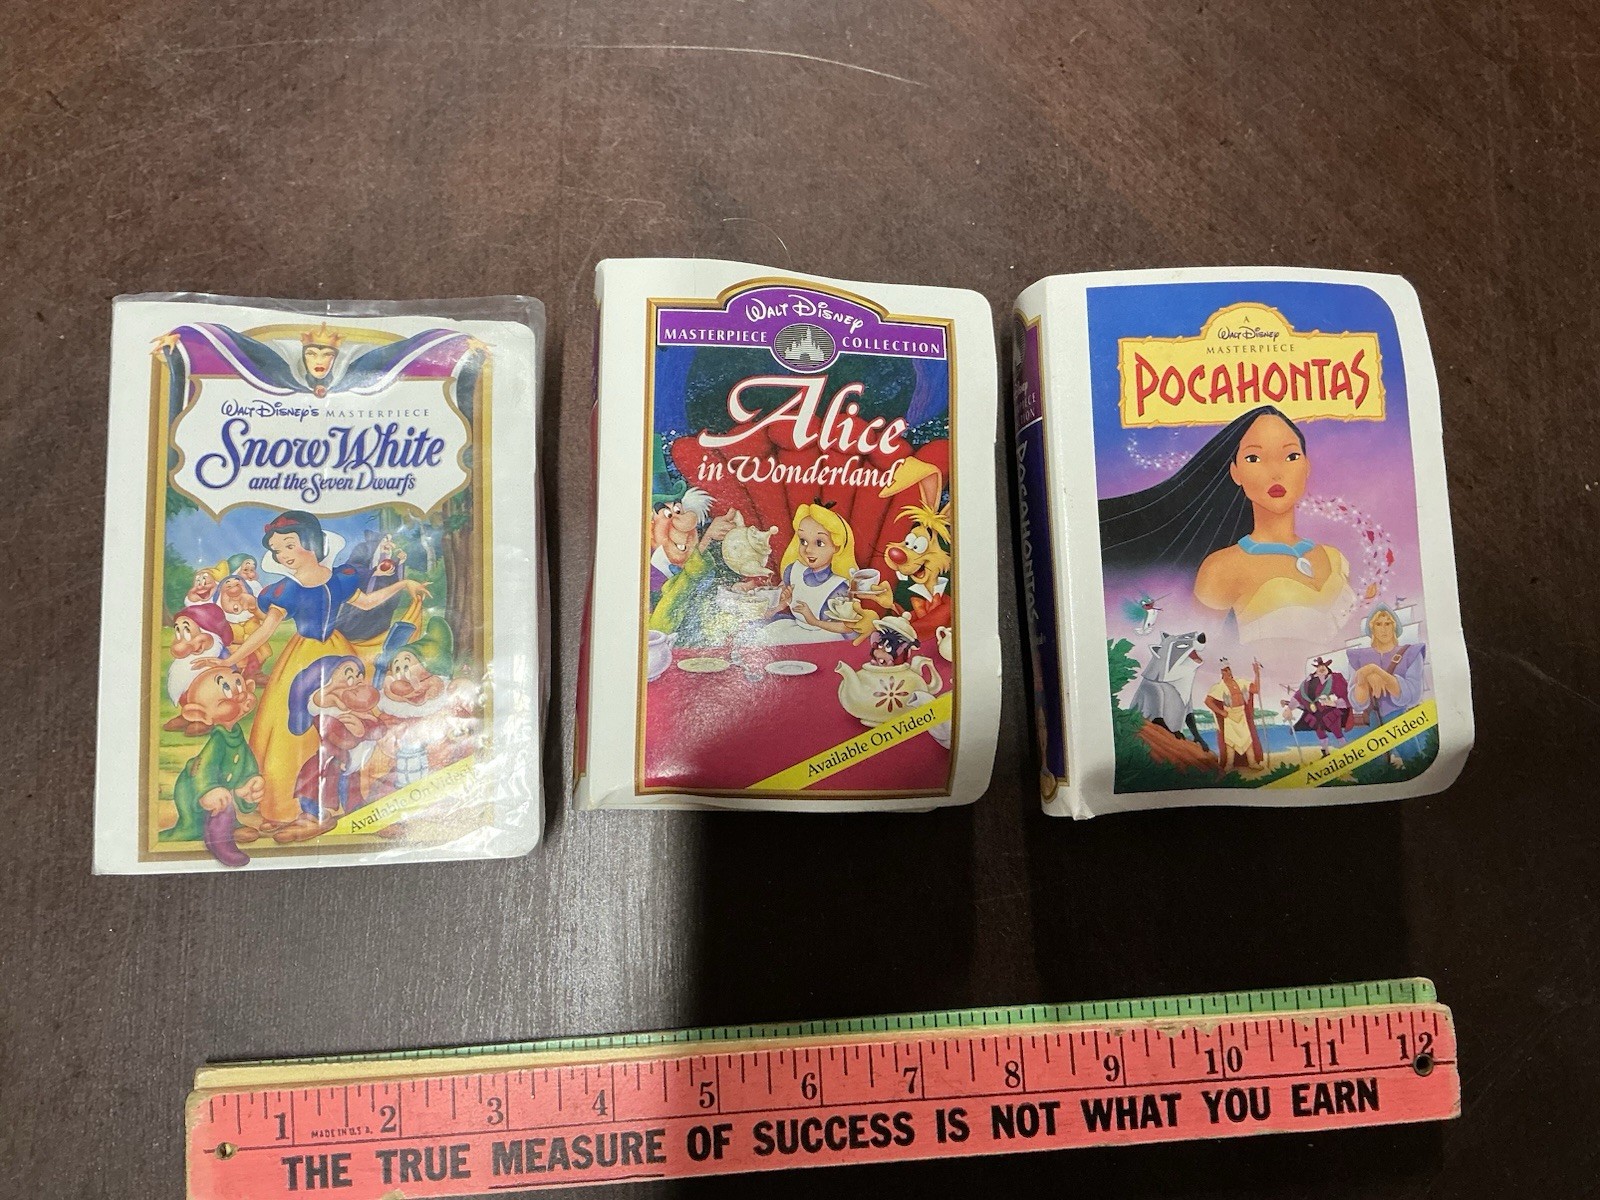 WALT DISNEY'S MASTERPIECE
Snow White
and the Seven Dwarfs
Available On Video!
WALT DISNEY
MASTERPIECE COLLECTION
Alice
in Wonderland
Available On Video!
A
WALT DISNEY
MASTERPIECE
POCAHONTAS
Available On Video!
POCAHONTAS
1 2 3 4 5 6 7 8 9 10 11 12
MADE IN U.S.A.
THE TRUE MEASURE OF SUCCESS IS NOT WHAT YOU EARN